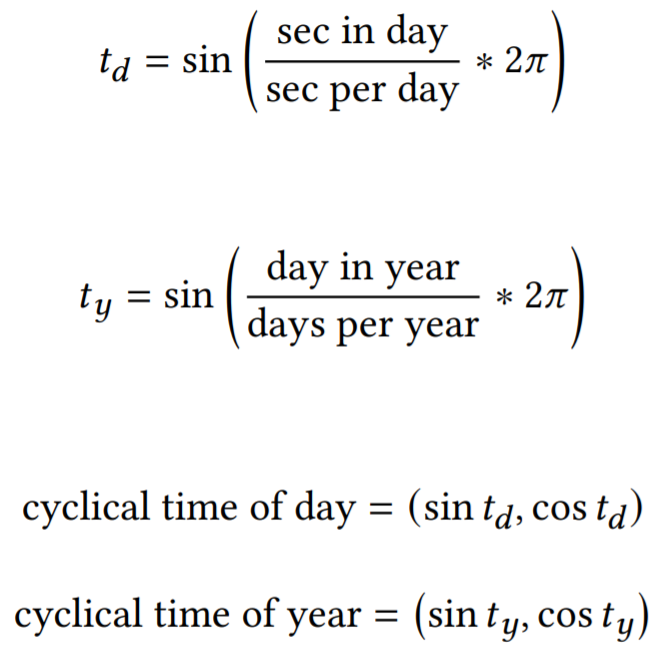 t_d = sin ( sec in day / sec per day * 2π )
t_y = sin ( day in year / days per year * 2π )
cyclical time of day = (sin t_d, cos t_d)
cyclical time of year = (sin t_y, cos t_y)